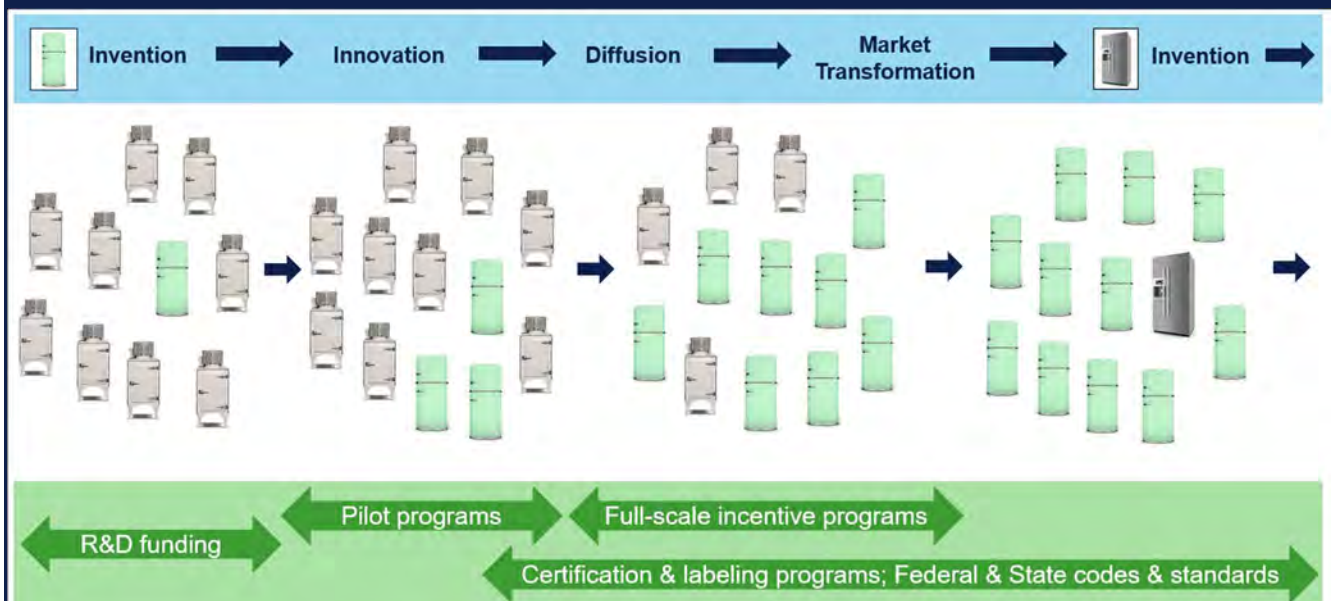 Invention
Innovation
Diffusion
Market
Transformation
Invention
Pilot programs
Full-scale incentive programs
R&D funding
Certification & labeling programs; Federal & State codes & standards